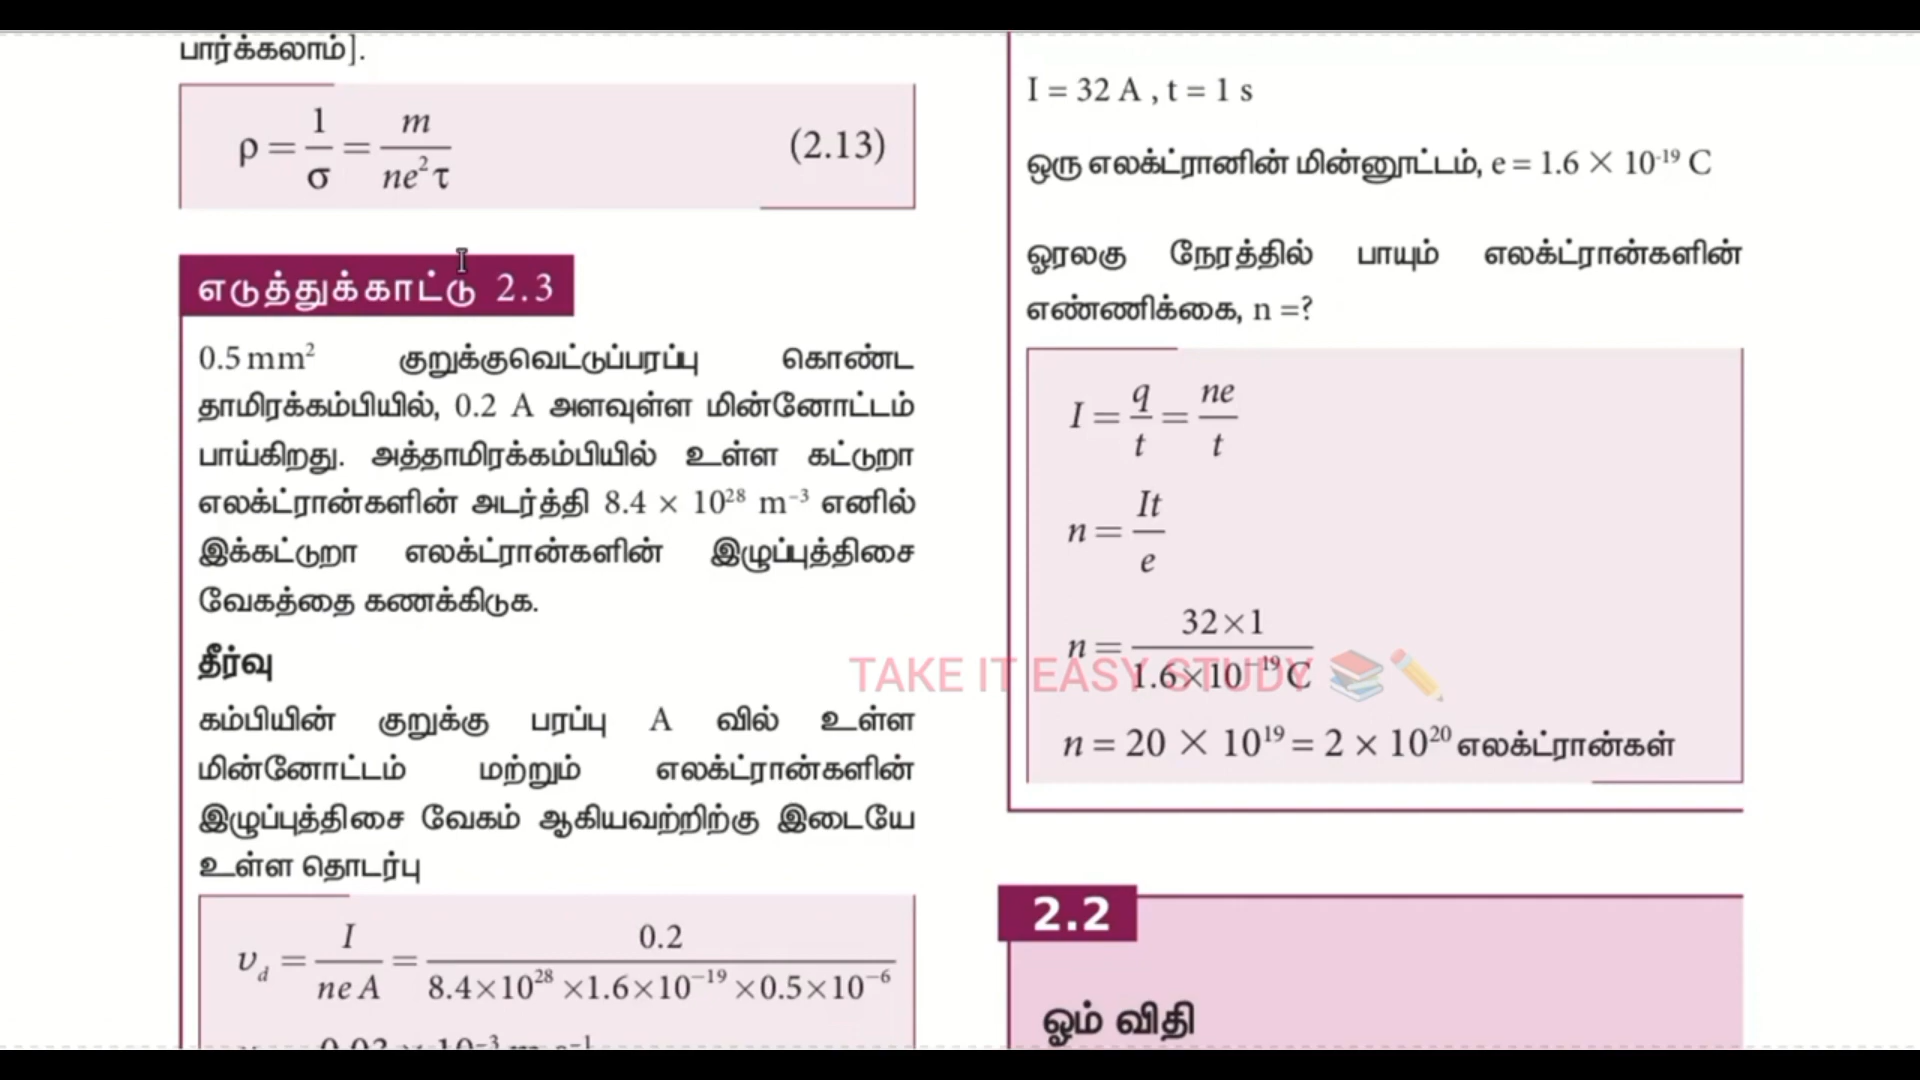 பார்க்கலாம்].
ρ = 1/σ = m/ne²τ (2.13)
எடுத்துக்காட்டு 2.3
0.5 mm² குறுக்குவெட்டுப்பரப்பு கொண்ட
தாமிரக்கம்பியில், 0.2 A அளவுள்ள மின்னோட்டம்
பாய்கிறது. அத்தாமிரக்கம்பியில் உள்ள கட்டுறா
எலக்ட்ரான்களின் அடர்த்தி 8.4 × 10²⁸ m⁻³ எனில்
இக்கட்டுறா எலக்ட்ரான்களின் இழுப்புத்திசை
வேகத்தை கணக்கிடுக.
தீர்வு
கம்பியின் குறுக்கு பரப்பு A வில் உள்ள
மின்னோட்டம் மற்றும் எலக்ட்ரான்களின்
இழுப்புத்திசை வேகம் ஆகியவற்றிற்கு இடையே
உள்ள தொடர்பு
υ_d = I/ne A = 0.2/8.4×10²⁸ ×1.6×10⁻¹⁹ ×0.5×10⁻⁶
I = 32 A , t = 1 s
ஒரு எலக்ட்ரானின் மின்னூட்டம், e = 1.6 × 10⁻¹⁹ C
ஓரலகு நேரத்தில் பாயும் எலக்ட்ரான்களின்
எண்ணிக்கை, n =?
I = q/t = ne/t
n = It/e
n = 32×1/1.6×10⁻¹⁹ C
TAKE IT EASY STUDY
n = 20 × 10¹⁹ = 2 × 10²⁰ எலக்ட்ரான்கள்
2.2
ஓம் விதி